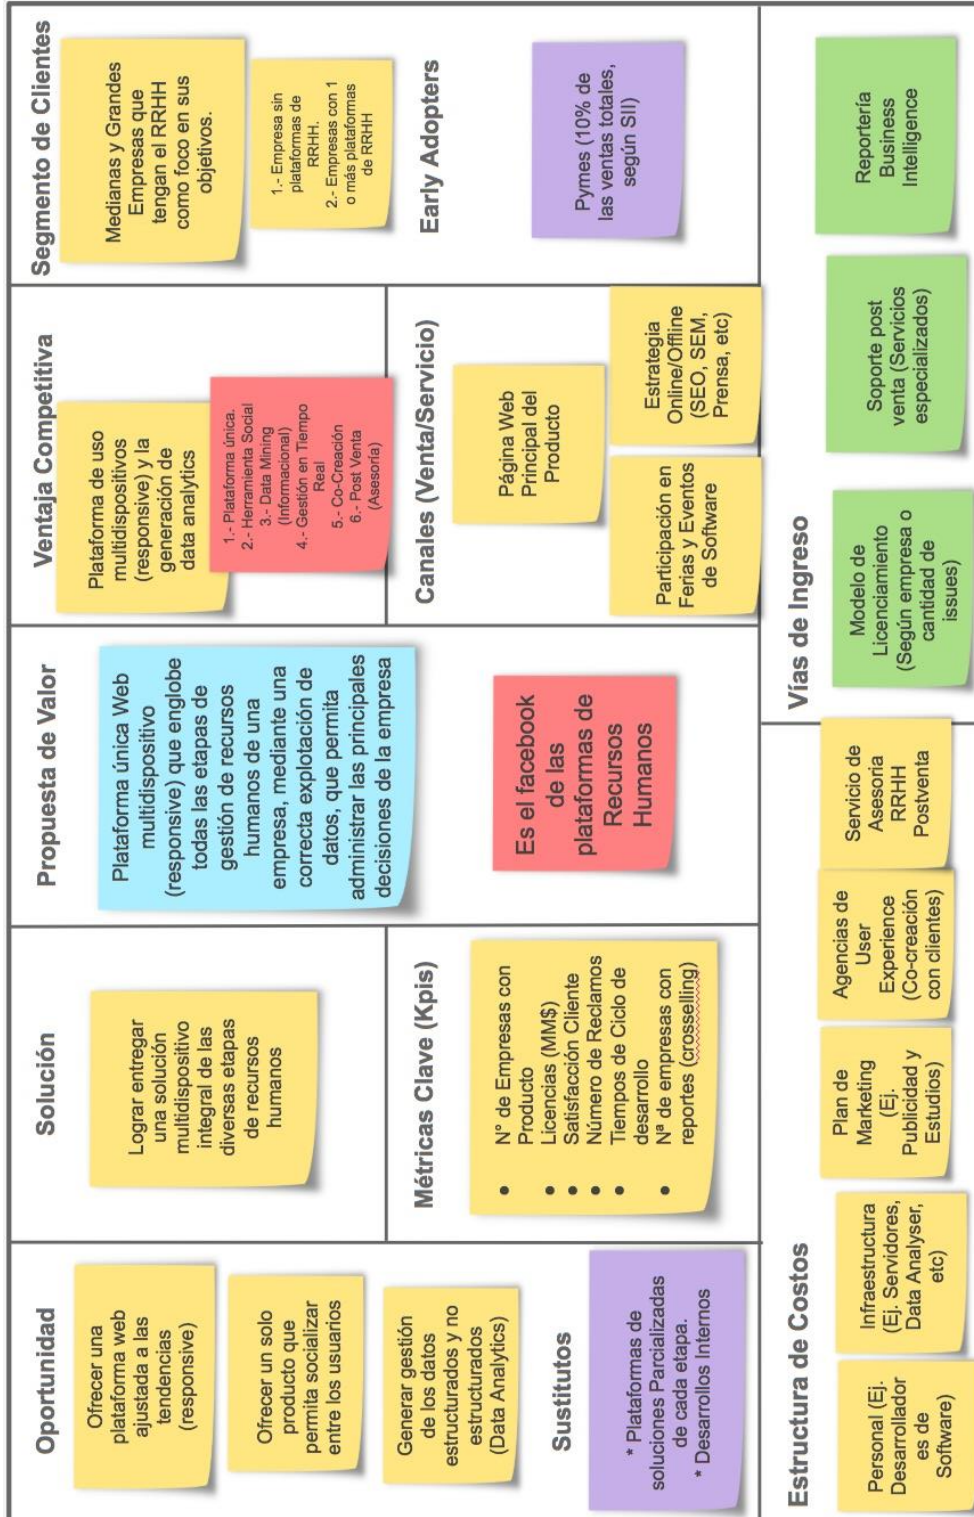 Oportunidad
Ofrecer una
plataforma web
ajustada a las
tendencias
(responsive)
Ofrecer un solo
producto que
permita socializar
entre los usuarios
Generar gestión
de los datos
estructurados y no
estructurados
(Data Analytics)
Sustitutos
* Plataformas de
soluciones Parcializadas
de cada etapa.
* Desarrollos Internos
Solución
Lograr entregar
una solución
multidispositivo
integral de las
diversas etapas
de recursos
humanos
Métricas Clave (Kpis)
• N° de Empresas con
Producto
• Licencias (MM$)
• Satisfacción Cliente
• Número de Reclamos
• Tiempos de Ciclo de
desarrollo
• Nª de empresas con
reportes (crosselling)
Propuesta de Valor
Plataforma única Web
multidispositivo
(responsive) que englobe
todas las etapas de
gestión de recursos
humanos de una
empresa, mediante una
correcta explotación de
datos, que permita
administrar las principales
decisiones de la empresa
Es el facebook
de las
plataformas de
Recursos
Humanos
Ventaja Competitiva
Plataforma de uso
multidispositivos
(responsive) y la
generación de
data analytics
1.- Plataforma única.
2.- Herramienta Social
3.- Data Mining
(Informacional)
4.- Gestión en Tiempo
Real
5.- Co-Creación
6.- Post Venta
(Asesoría)
Canales (Venta/Servicio)
Página Web
Principal del
Producto
Participación en
Ferias y Eventos
de Software
Estrategia
Online/Offline
(SEO, SEM,
Prensa, etc)
Segmento de Clientes
Medianas y Grandes
Empresas que
tengan el RRHH
como foco en sus
objetivos.
1.- Empresa sin
plataformas de
RRHH.
2.- Empresas con 1
o más plataformas
de RRHH
Early Adopters
Pymes (10% de
las ventas totales,
según SII)
Estructura de Costos
Personal (Ej.
Desarrollador
es de
Software)
Infraestructura
(Ej. Servidores,
Data Analyser,
etc)
Plan de
Marketing
(Ej.
Publicidad y
Estudios)
Agencias de
User
Experience
(Co-creación
con clientes)
Servicio de
Asesoria
RRHH
Postventa
Vías de Ingreso
Modelo de
Licenciamiento
(Según empresa o
cantidad de
issues)
Soporte post
venta (Servicios
especializados)
Reportería
Business
Intelligence